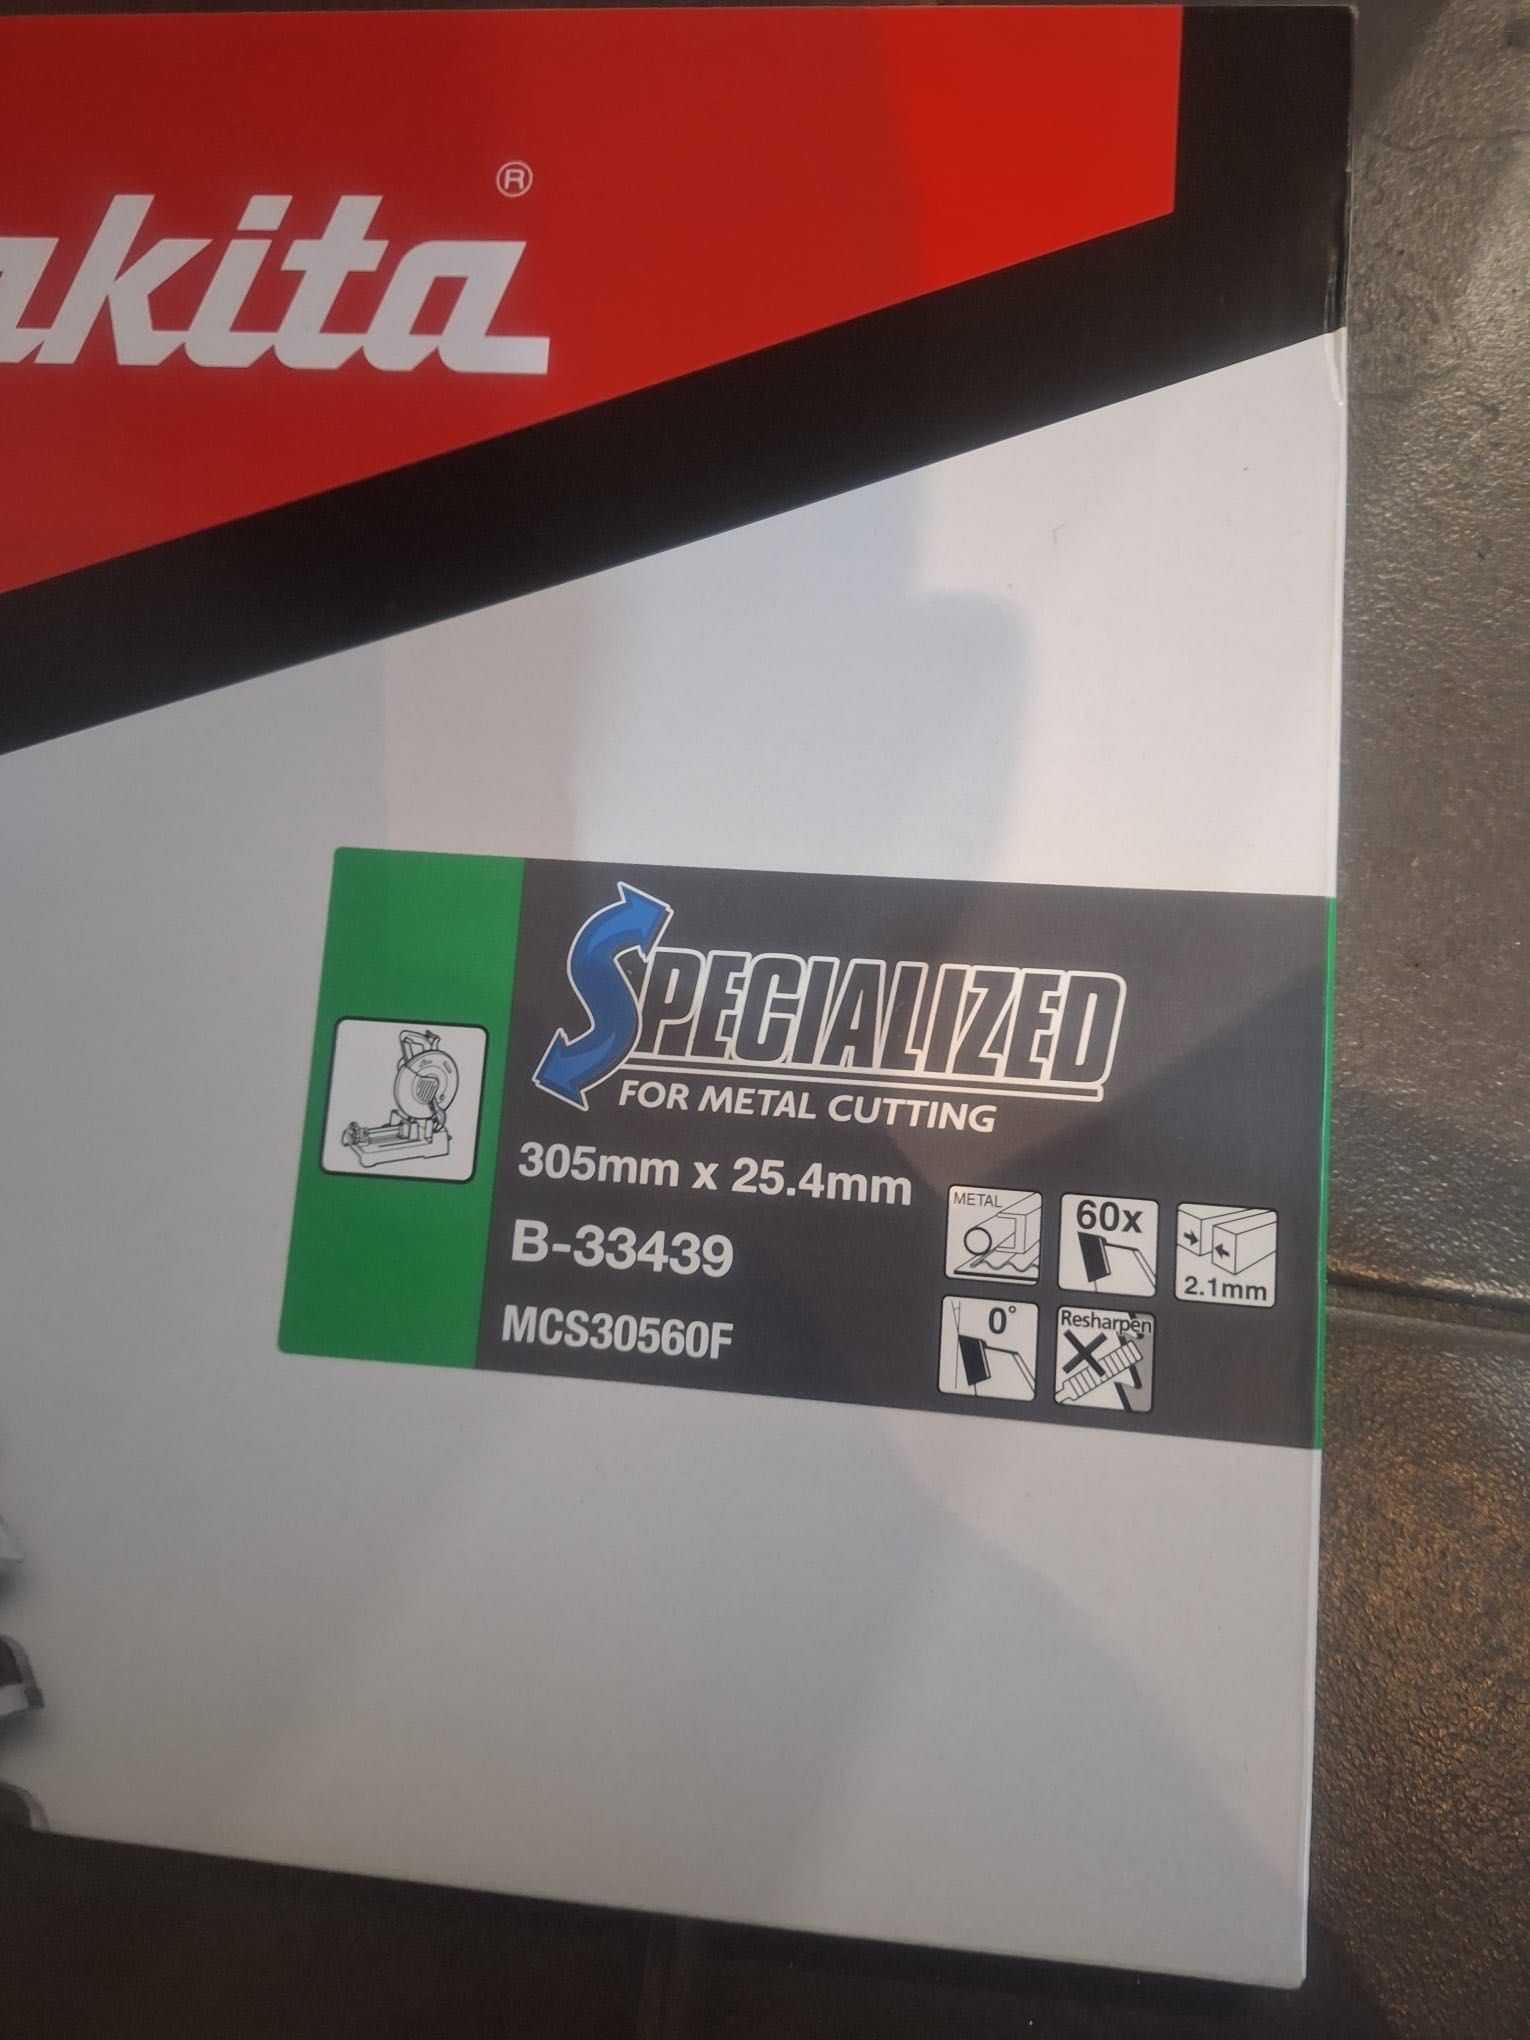 akita®
SPECIALIZED
FOR METAL CUTTING
305mm x 25.4mm
B-33439
MCS30560F
METAL
60x
2.1mm
0°
Resharpen